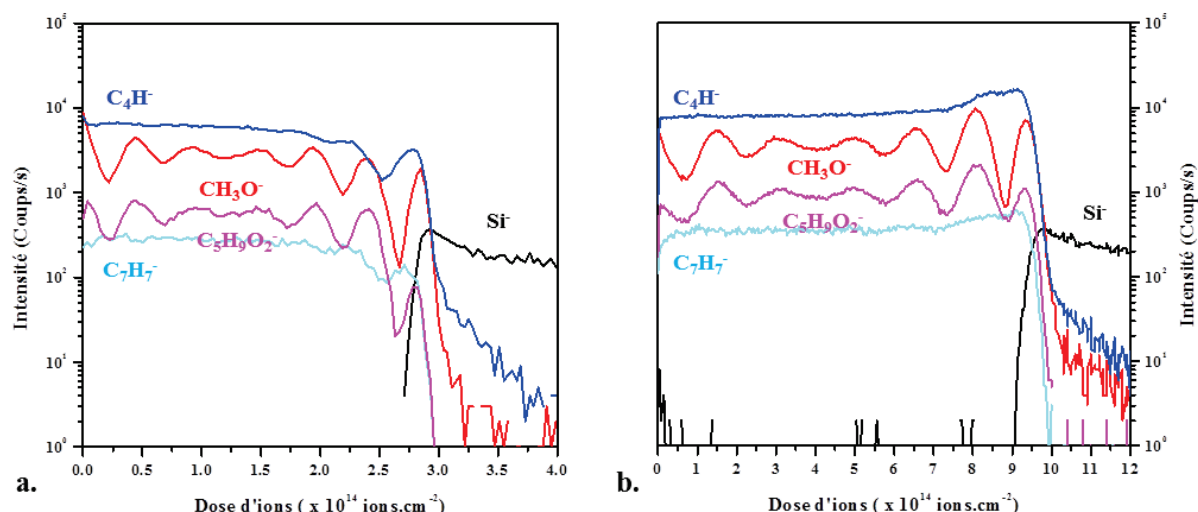 10⁵
10⁴
10³
10²
10¹
10⁰
Intensité (Coups/s)
C₄H⁻
CH₃O⁻
C₅H₉O₂⁻
C₇H₇⁻
Si⁻
0.0 0.5 1.0 1.5 2.0 2.5 3.0 3.5 4.0
a.
Dose d'ions ( x 10¹⁴ ions.cm⁻²)
C₄H⁻
CH₃O⁻
C₅H₉O₂⁻
C₇H₇⁻
Si⁻
10⁵
10⁴
10³
10²
10¹
10⁰
Intensité (Coups/s)
0 1 2 3 4 5 6 7 8 9 10 11 12
b.
Dose d'ions ( x 10¹⁴ ions.cm⁻²)